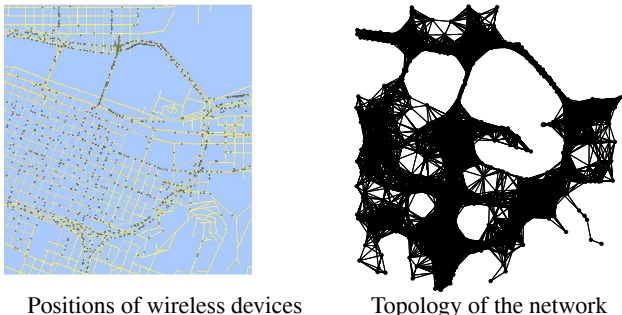 Positions of wireless devices
Topology of the network